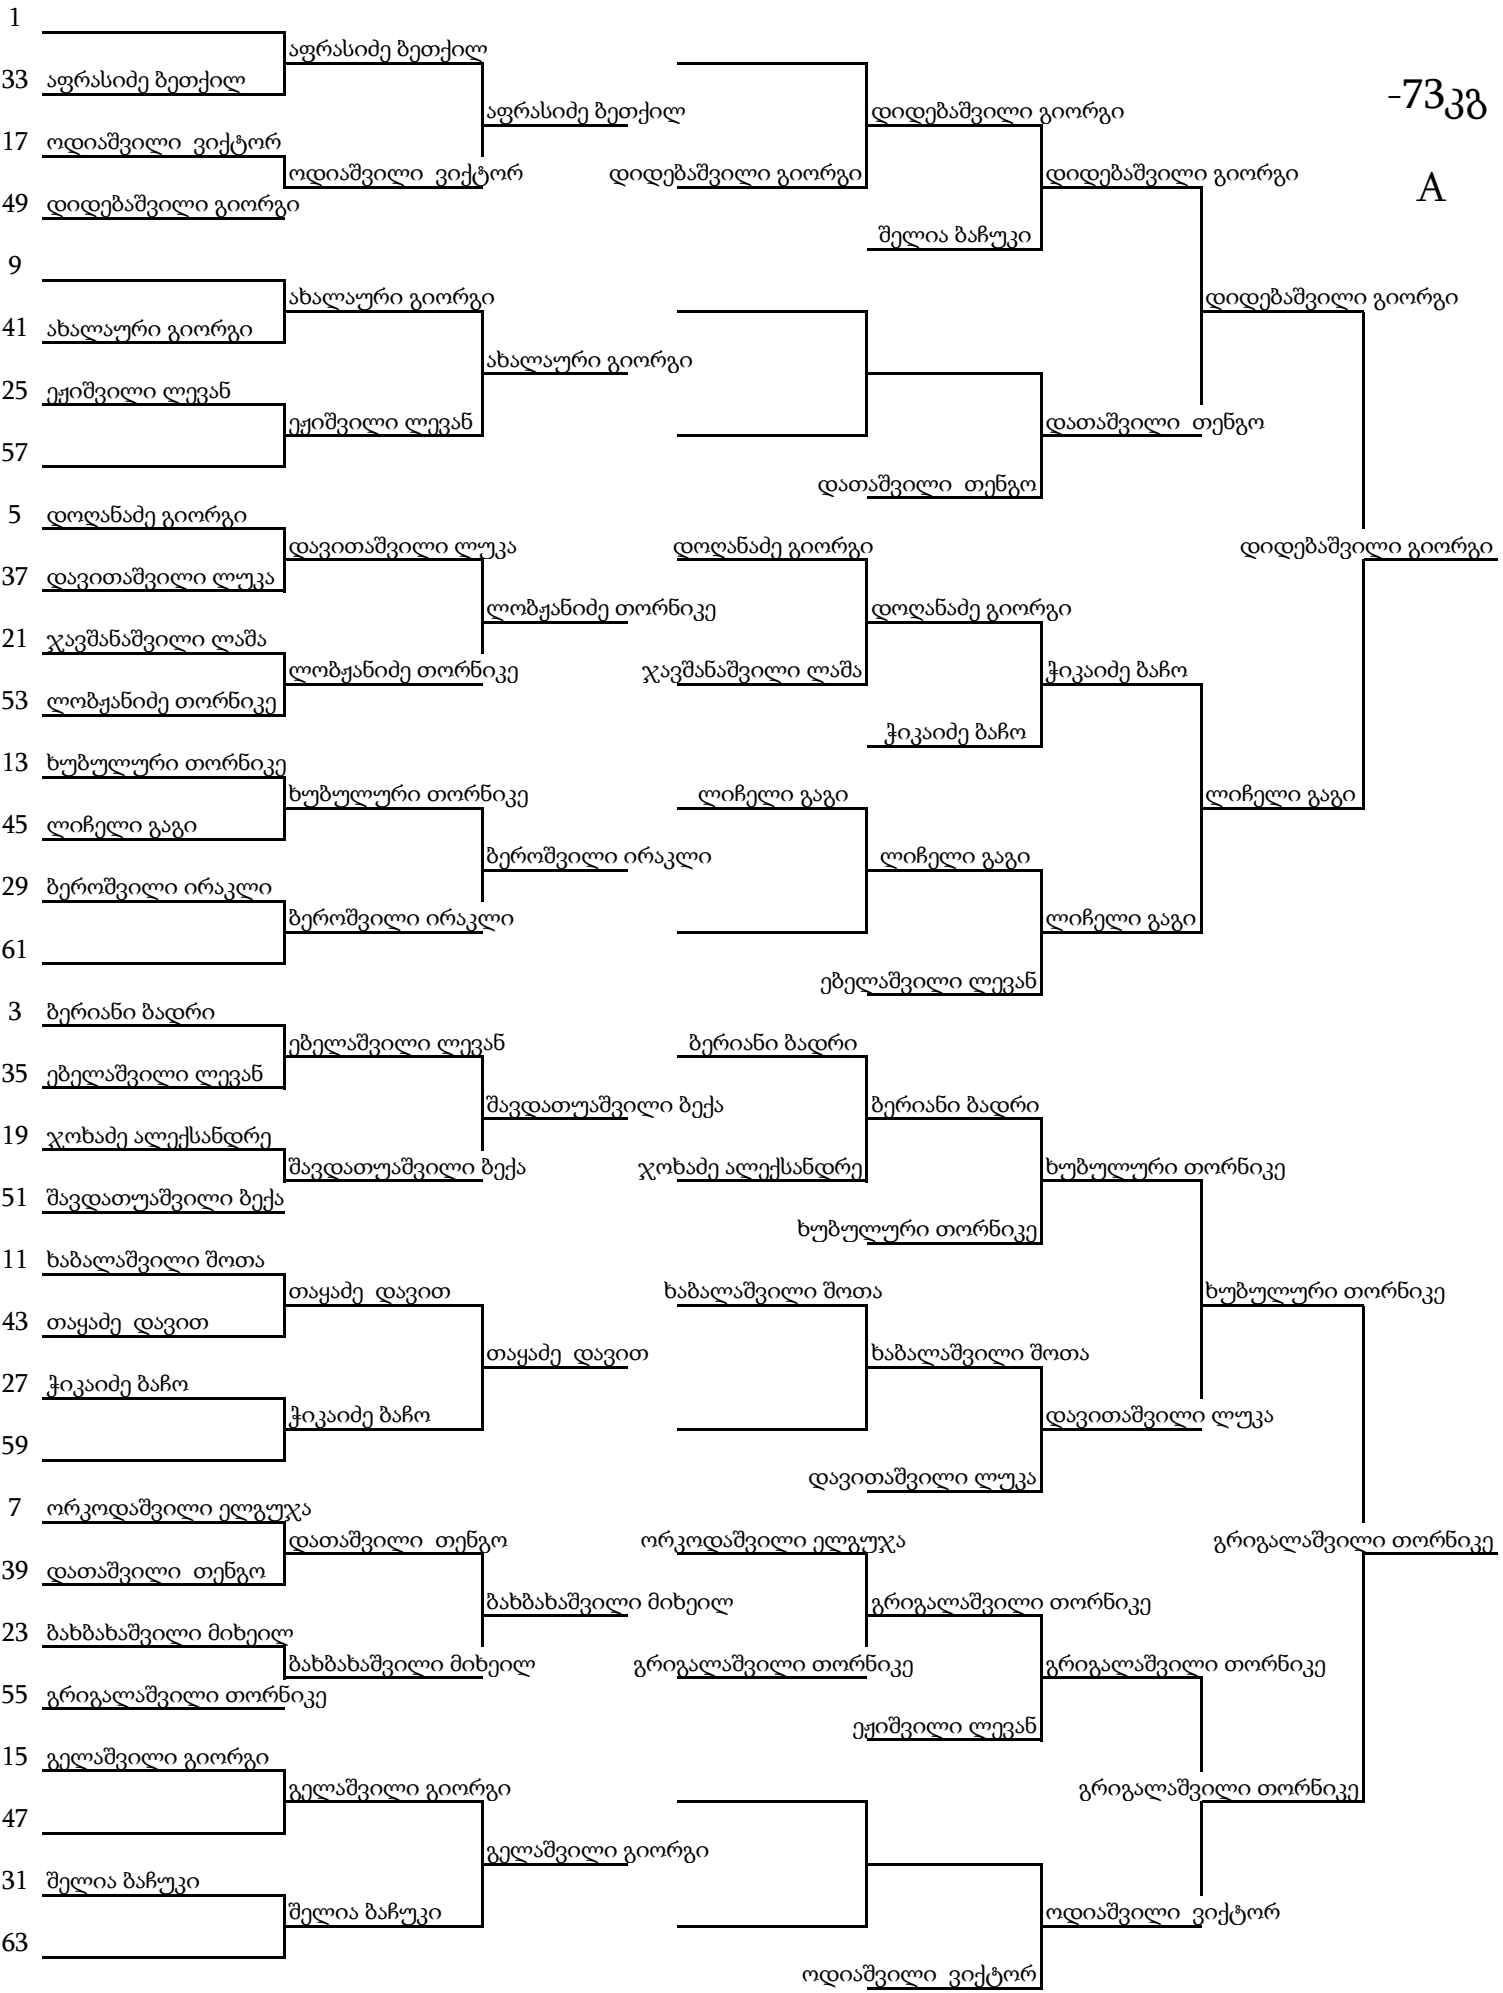 1
აფრასიძე ბეთქილ
33 აფრასიძე ბეთქილ
-73კგ
აფრასიძე ბეთქილ
დიდებაშვილი გიორგი
17 ოდიაშვილი ვიქტორ
ოდიაშვილი ვიქტორ
დიდებაშვილი გიორგი
დიდებაშვილი გიორგი
A
49 დიდებაშვილი გიორგი
შელია ბაჩუკი
9
ახალაური გიორგი
დიდებაშვილი გიორგი
41 ახალაური გიორგი
ახალაური გიორგი
25 ეჟიშვილი ლევან
ეჟიშვილი ლევან
დათაშვილი თენგო
57
დათაშვილი თენგო
5 დოღანაძე გიორგი
დავითაშვილი ლუკა
დოღანაძე გიორგი
დიდებაშვილი გიორგი
37 დავითაშვილი ლუკა
ლობჟანიძე თორნიკე
დოღანაძე გიორგი
21 ჯავშანაშვილი ლაშა
ლობჟანიძე თორნიკე
ჯავშანაშვილი ლაშა
ჭიკაიძე ბაჩო
53 ლობჟანიძე თორნიკე
ჭიკაიძე ბაჩო
13 ხუბულური თორნიკე
ხუბულური თორნიკე
ლიჩელი გაგი
ლიჩელი გაგი
45 ლიჩელი გაგი
ბეროშვილი ირაკლი
ლიჩელი გაგი
29 ბეროშვილი ირაკლი
ბეროშვილი ირაკლი
ლიჩელი გაგი
61
ებელაშვილი ლევან
3 ბერიანი ბადრი
ებელაშვილი ლევან
ბერიანი ბადრი
35 ებელაშვილი ლევან
შავდათუაშვილი ბექა
ბერიანი ბადრი
19 ჯოხაძე ალექსანდრე
შავდათუაშვილი ბექა
ჯოხაძე ალექსანდრე
ხუბულური თორნიკე
51 შავდათუაშვილი ბექა
ხუბულური თორნიკე
11 ხაბალაშვილი შოთა
თაყაძე დავით
ხაბალაშვილი შოთა
ხუბულური თორნიკე
43 თაყაძე დავით
თაყაძე დავით
ხაბალაშვილი შოთა
27 ჭიკაიძე ბაჩო
ჭიკაიძე ბაჩო
დავითაშვილი ლუკა
59
დავითაშვილი ლუკა
7 ორკოდაშვილი ელგუჯა
დათაშვილი თენგო
ორკოდაშვილი ელგუჯა
გრიგალაშვილი თორნიკე
39 დათაშვილი თენგო
ბახბახაშვილი მიხეილ
გრიგალაშვილი თორნიკე
23 ბახბახაშვილი მიხეილ
ბახბახაშვილი მიხეილ
გრიგალაშვილი თორნიკე
გრიგალაშვილი თორნიკე
55 გრიგალაშვილი თორნიკე
ეჟიშვილი ლევან
15 გელაშვილი გიორგი
გელაშვილი გიორგი
გრიგალაშვილი თორნიკე
47
გელაშვილი გიორგი
31 შელია ბაჩუკი
შელია ბაჩუკი
ოდიაშვილი ვიქტორ
63
ოდიაშვილი ვიქტორ